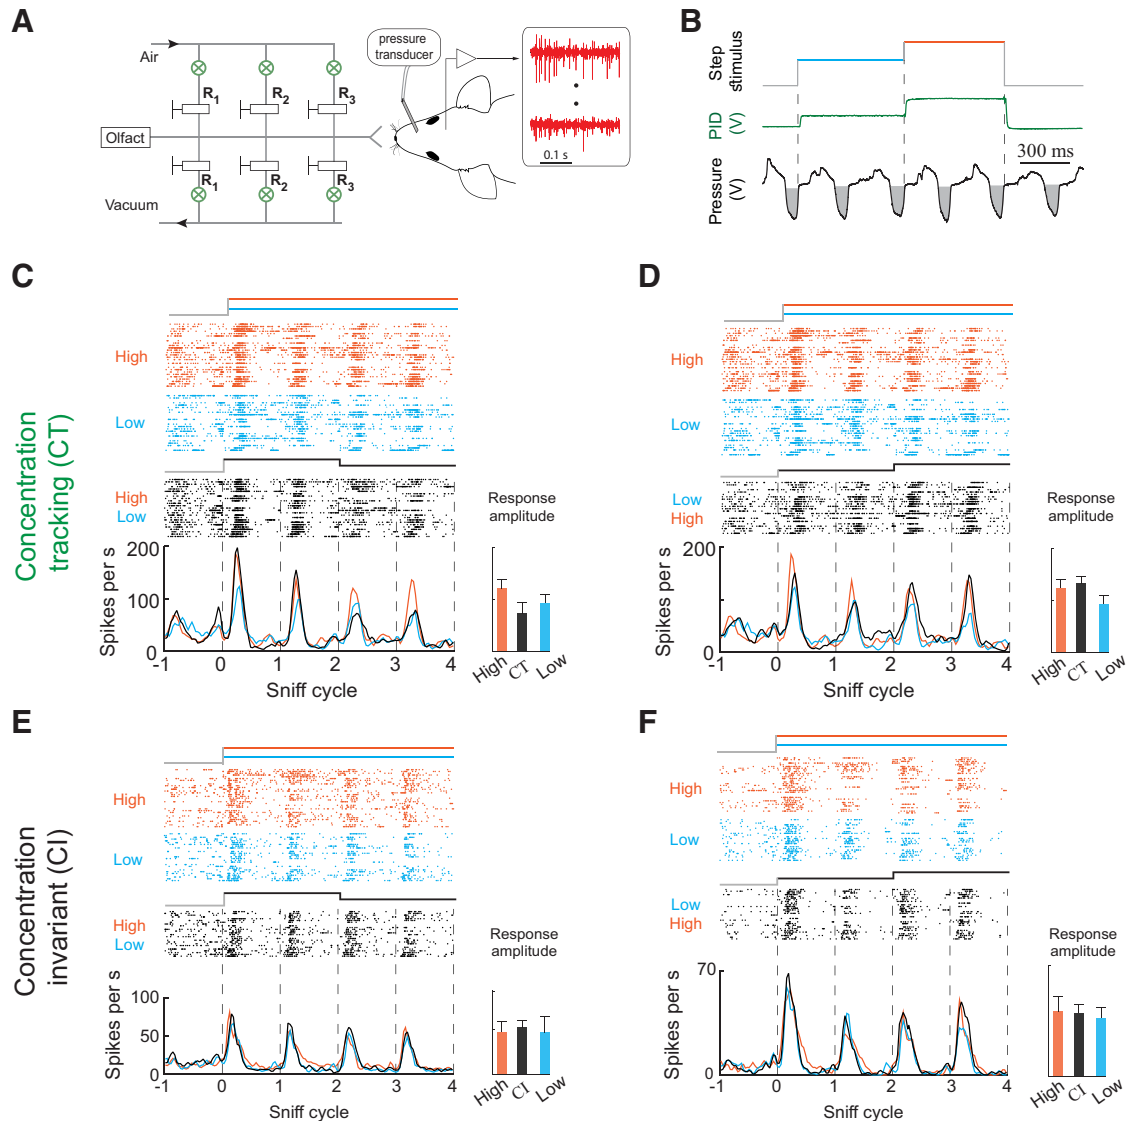 A
Air
R1
R2
R3
Olfact
R1
R2
R3
Vacuum
pressure
transducer
0.1 s
B
Step
stimulus
PID
(V)
Pressure
(V)
300 ms
Concentration
tracking (CT)
C
High
Low
High
Low
Spikes per s
200
100
0
-1
0
1
2
3
4
Sniff cycle
Response
amplitude
High
CT
Low
D
High
Low
Low
High
Spikes per s
200
100
0
-1
0
1
2
3
4
Sniff cycle
Response
amplitude
High
CT
Low
Concentration
invariant (CI)
E
High
Low
High
Low
Spikes per s
100
50
0
-1
0
1
2
3
4
Sniff cycle
Response
amplitude
High
CI
Low
F
High
Low
Low
High
Spikes per s
70
0
-1
0
1
2
3
4
Sniff cycle
Response
amplitude
High
CI
Low